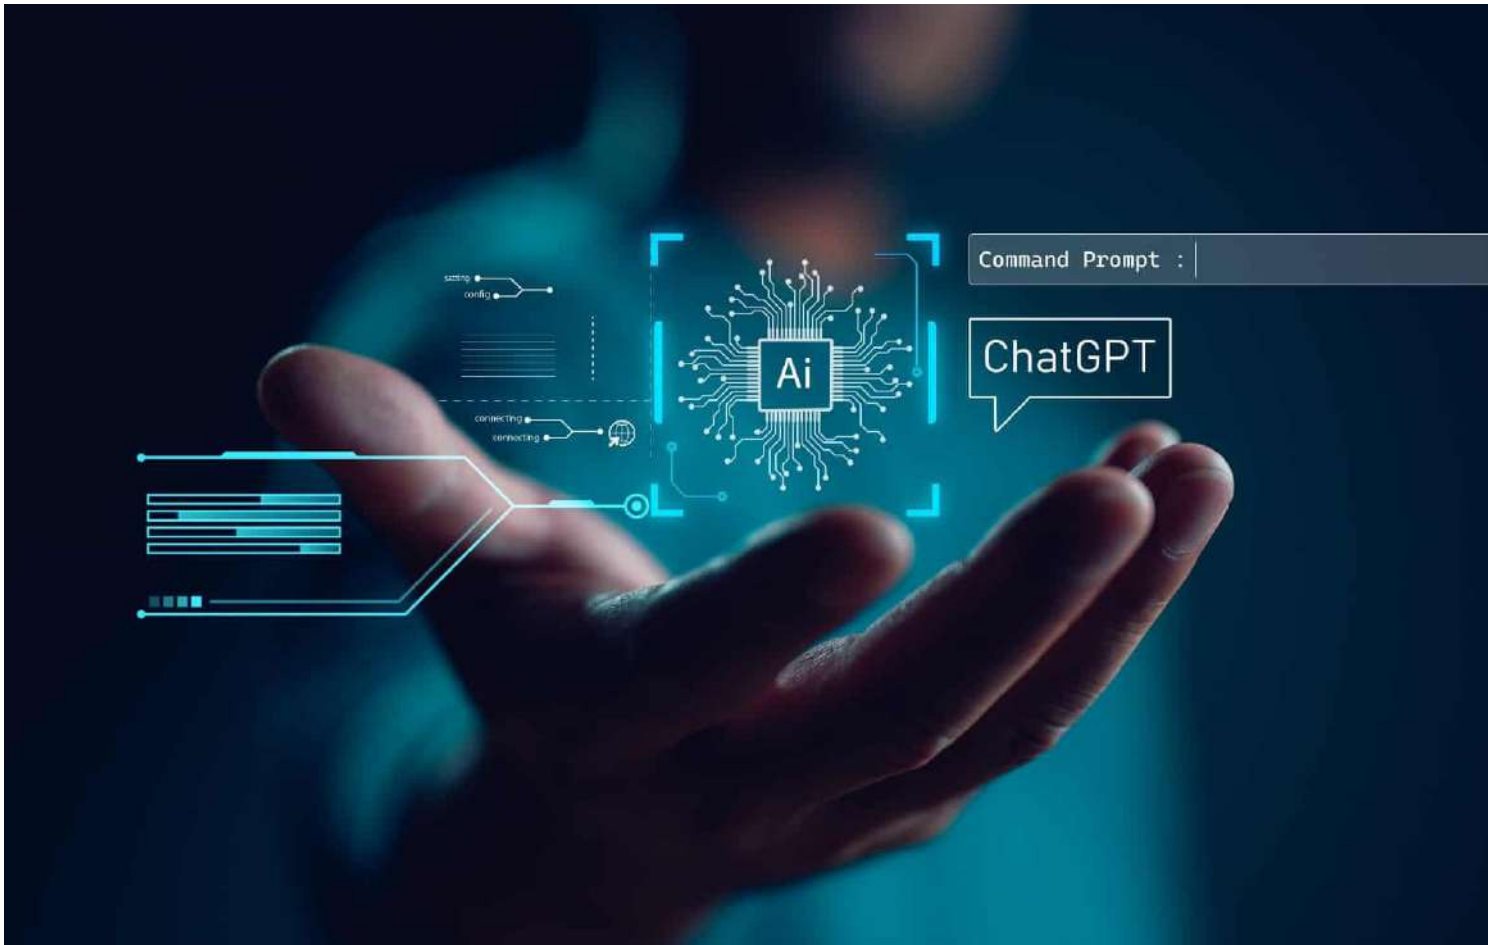 setting
config
connecting
connecting
Ai
Command Prompt :
ChatGPT